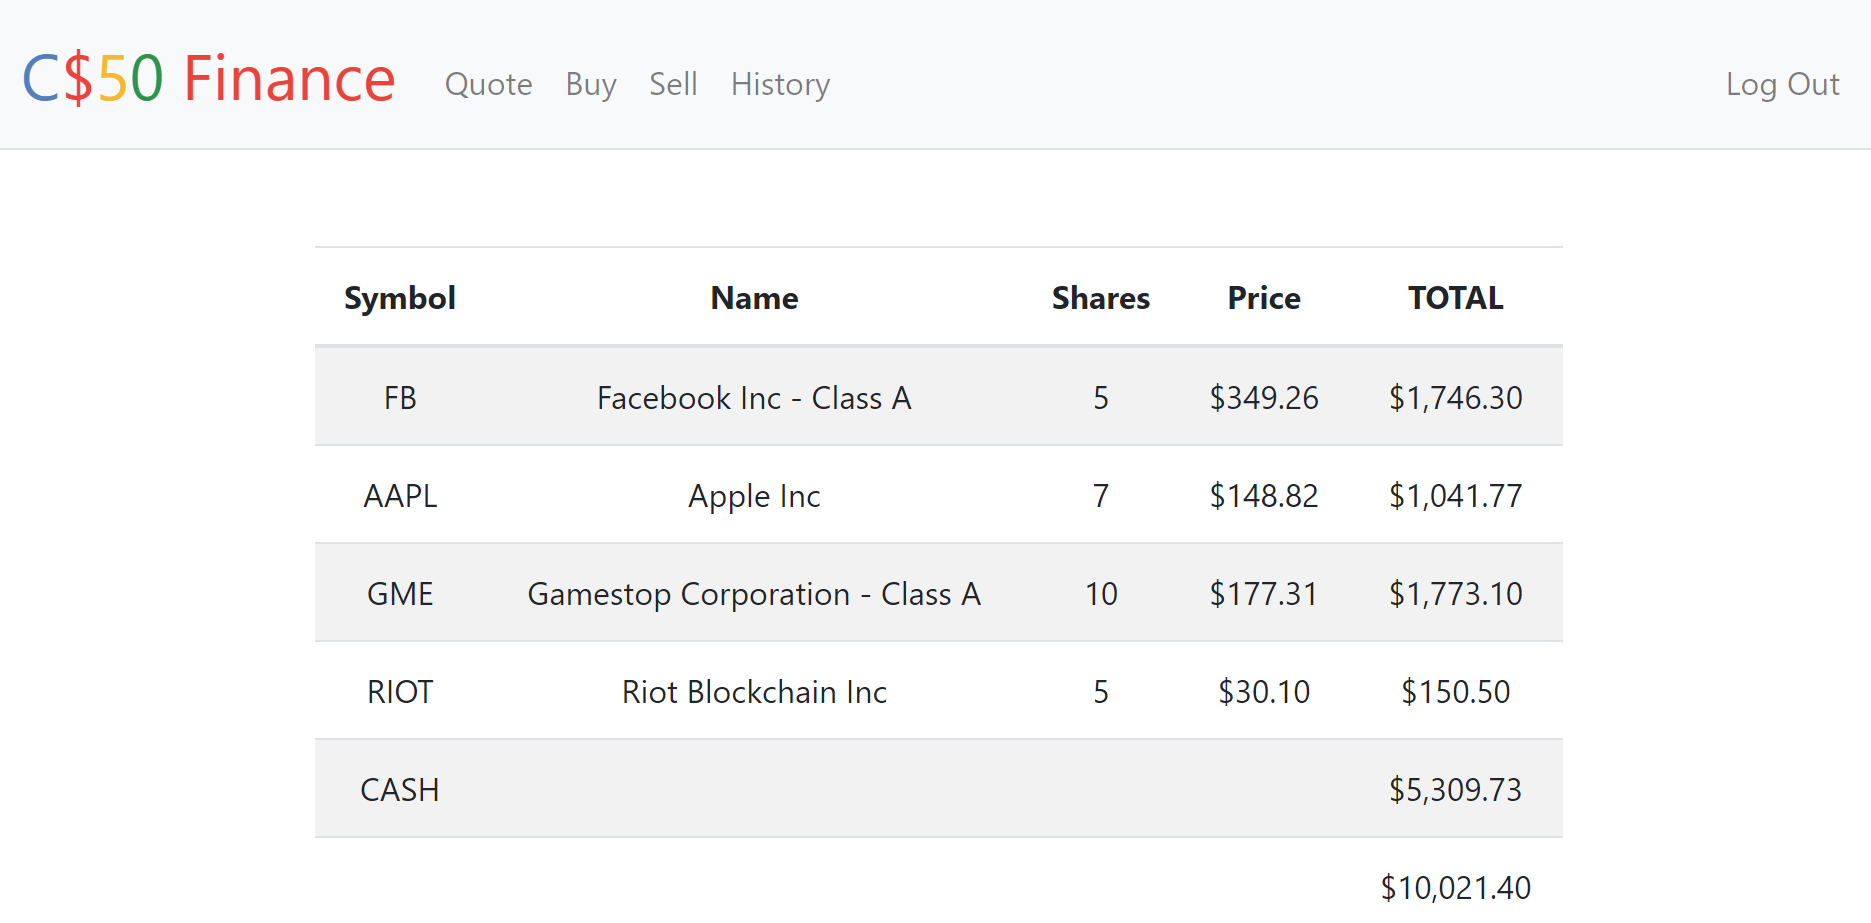 C$50 Finance Quote Buy Sell History Log Out
Symbol Name Shares Price TOTAL
FB Facebook Inc - Class A 5 $349.26 $1,746.30
AAPL Apple Inc 7 $148.82 $1,041.77
GME Gamestop Corporation - Class A 10 $177.31 $1,773.10
RIOT Riot Blockchain Inc 5 $30.10 $150.50
CASH $5,309.73
$10,021.40